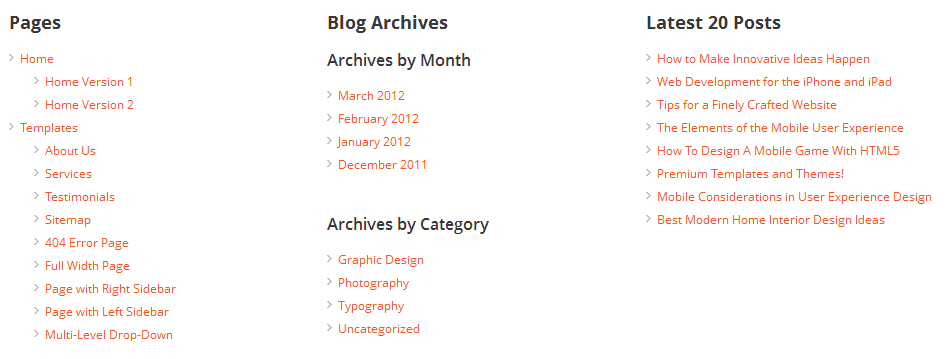 Pages
Home
Home Version 1
Home Version 2
Templates
About Us
Services
Testimonials
Sitemap
404 Error Page
Full Width Page
Page with Right Sidebar
Page with Left Sidebar
Multi-Level Drop-Down
Blog Archives
Archives by Month
March 2012
February 2012
January 2012
December 2011
Archives by Category
Graphic Design
Photography
Typography
Uncategorized
Latest 20 Posts
How to Make Innovative Ideas Happen
Web Development for the iPhone and iPad
Tips for a Finely Crafted Website
The Elements of the Mobile User Experience
How To Design A Mobile Game With HTML5
Premium Templates and Themes!
Mobile Considerations in User Experience Design
Best Modern Home Interior Design Ideas